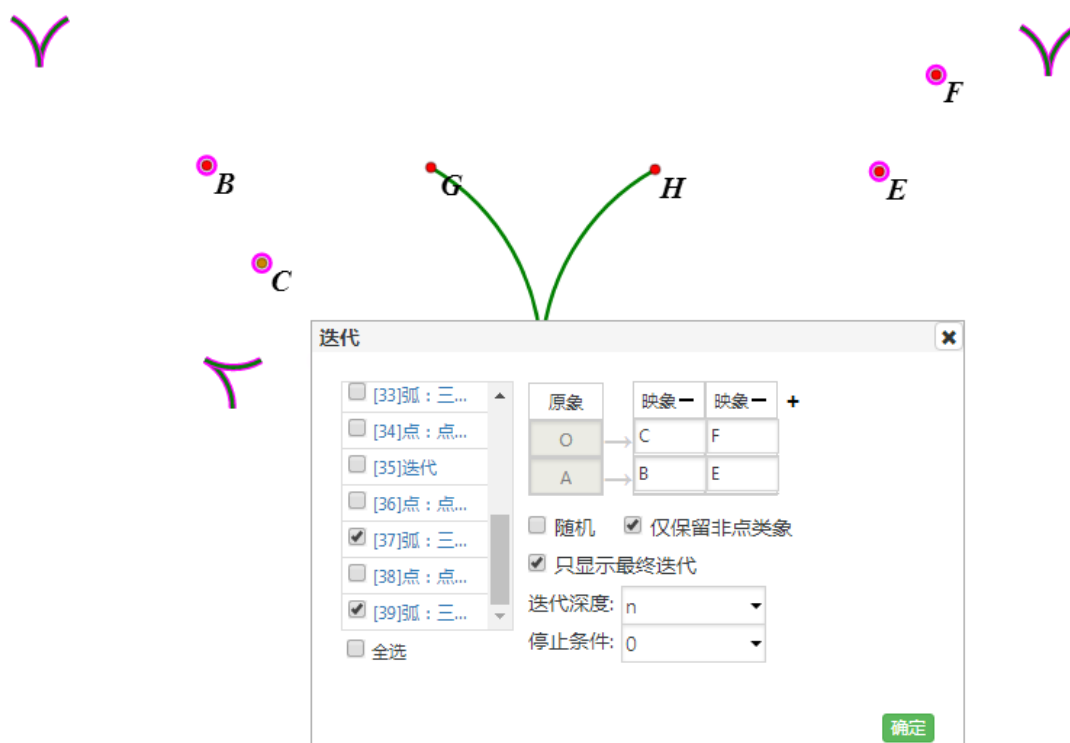 F
B
G
H
E
C
迭代
[33]弧：三...
[34]点：点...
[35]迭代
[36]点：点...
[37]弧：三...
[38]点：点...
[39]弧：三...
全选
原象 映象 映象 +
O C F
A B E
随机 仅保留非点类象
只显示最终迭代
迭代深度: n
停止条件: 0
确定